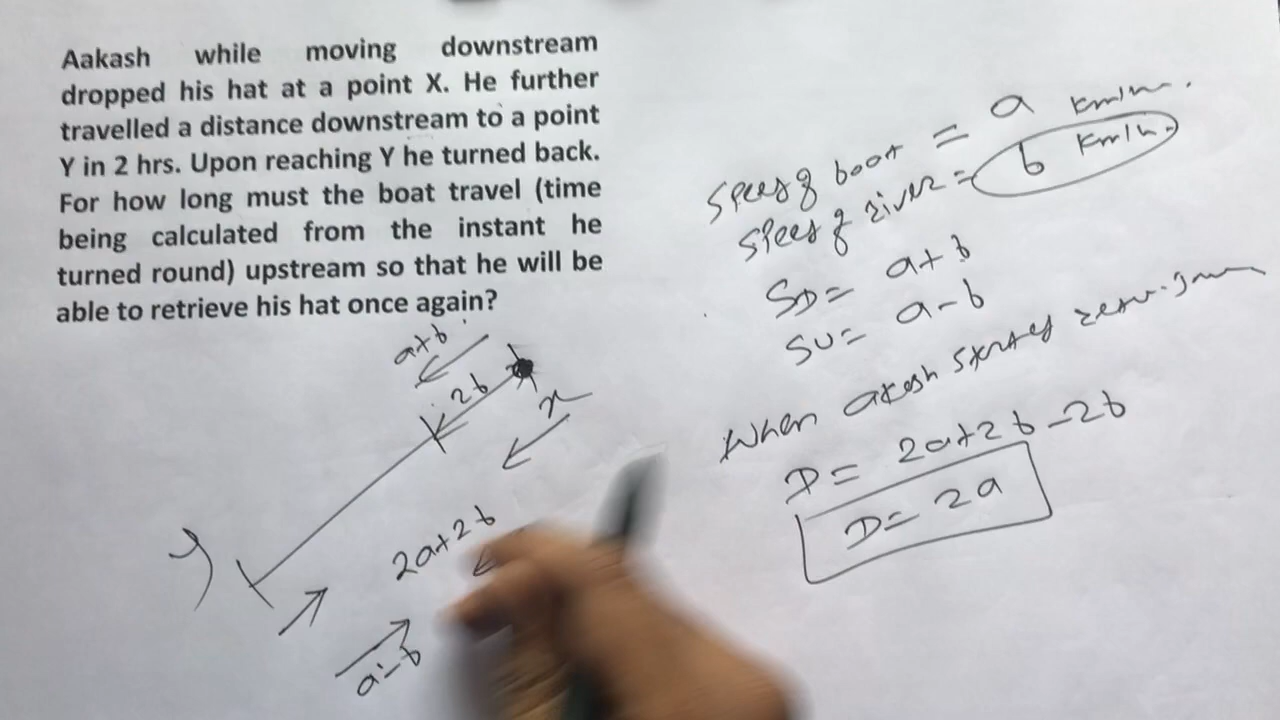 Aakash while moving downstream
dropped his hat at a point X. He further
travelled a distance downstream to a point
Y in 2 hrs. Upon reaching Y he turned back.
For how long must the boat travel (time
being calculated from the instant he
turned round) upstream so that he will be
able to retrieve his hat once again?
Speed of boat = a km/hr.
Speed of river = b km/h.
SD = a+b
SU = a-b
When akash started
D = 2a+2b-2b
D = 2a
a+b
2b
x
y
2a+2b
a-b